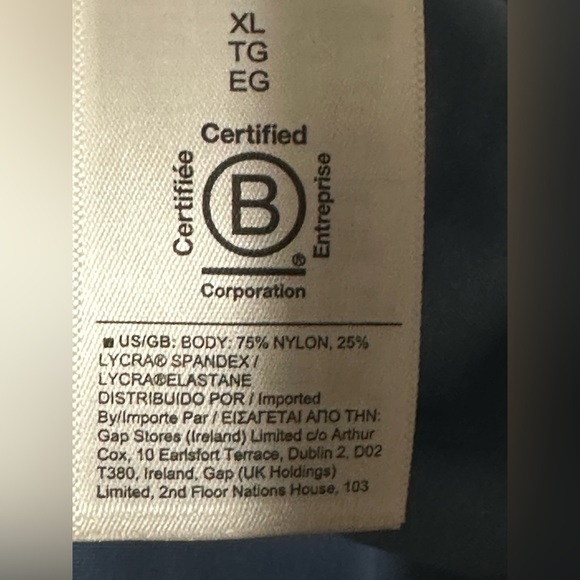 XL
TG
EG
Certified
Certifiée
B
Entreprise
®
Corporation
US/GB: BODY: 75% NYLON, 25%
LYCRA® SPANDEX /
LYCRA®ELASTANE
DISTRIBUIDO POR / Imported
By/Importe Par / ΕΙΣΑΓΕΤΑΙ ΑΠΟ ΤΗΝ:
Gap Stores (Ireland) Limited c/o Arthur
Cox, 10 Earlsfort Terrace, Dublin 2, D02
T380, Ireland, Gap (UK Holdings)
Limited, 2nd Floor Nations House, 103